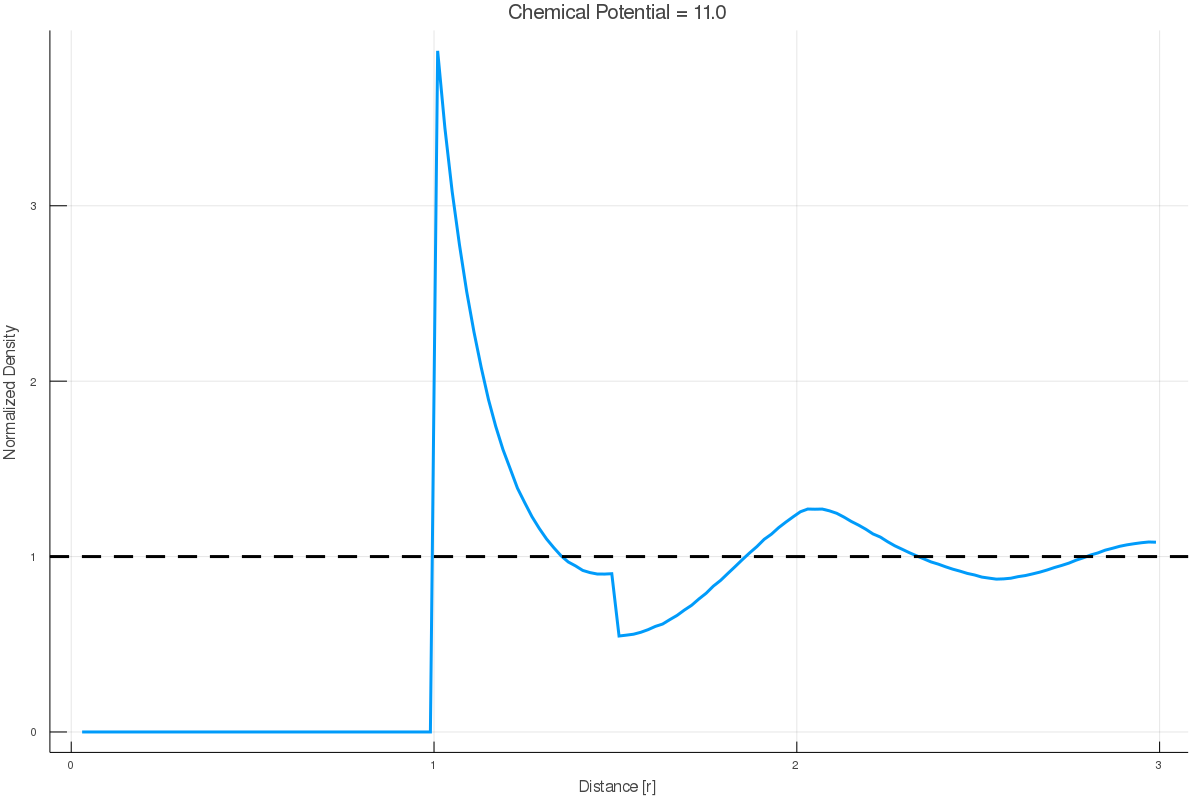 Chemical Potential = 11.0
Normalized Density
3
2
1
0
0
1
2
3
Distance [r]